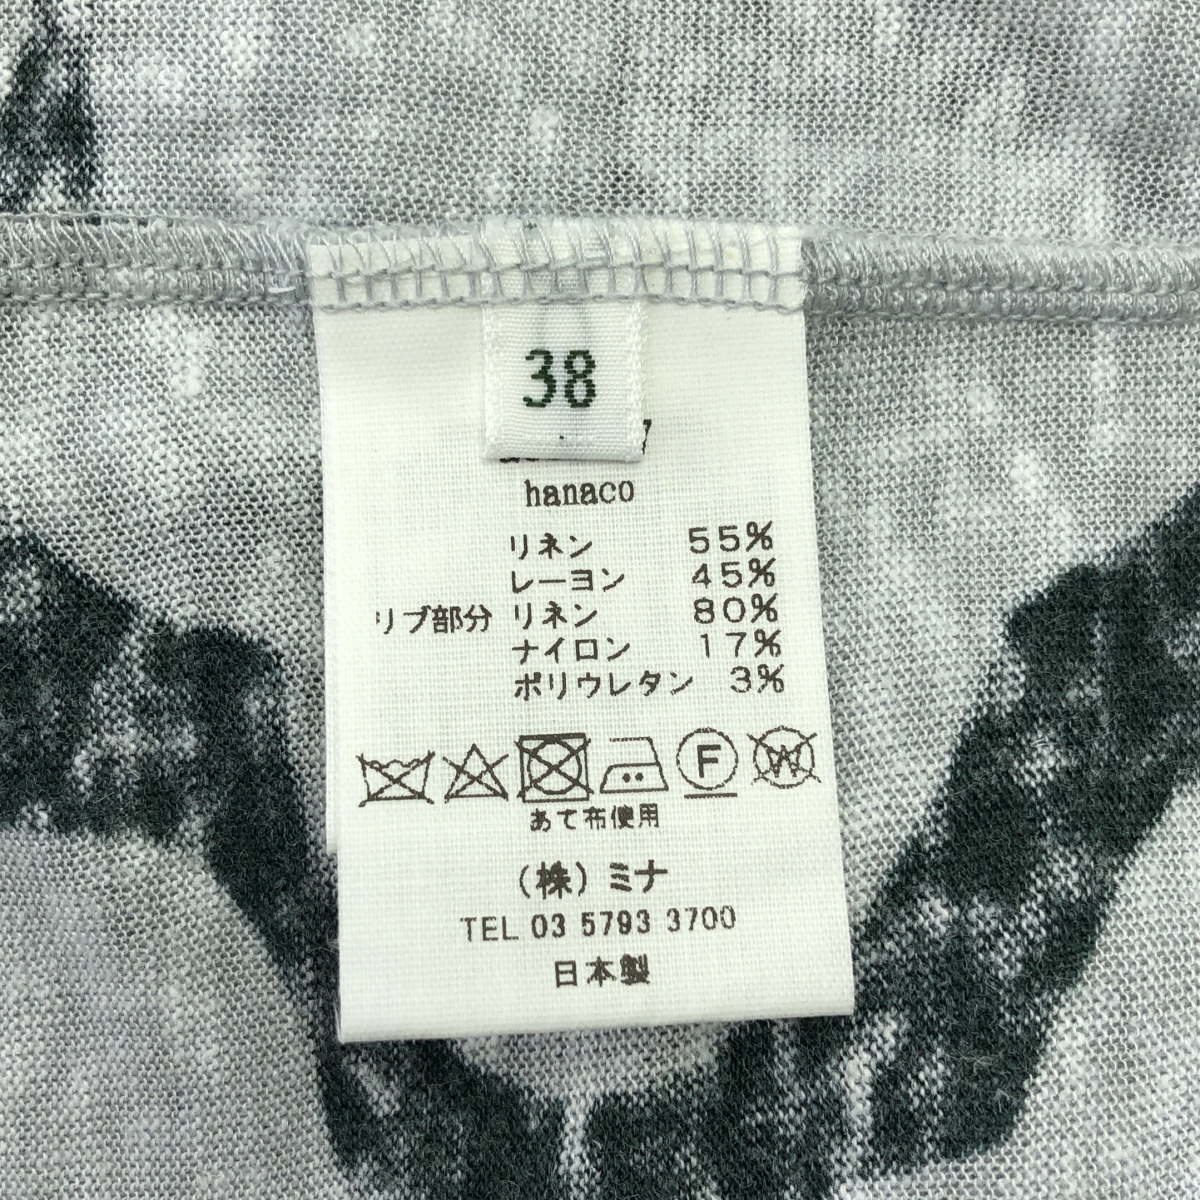 38
hanaco
リネン 55%
レーヨン 45%
リブ部分 リネン 80%
ナイロン 17%
ポリウレタン 3%
F W
あて布使用
(株)ミナ
TEL 03 5793 3700
日本製